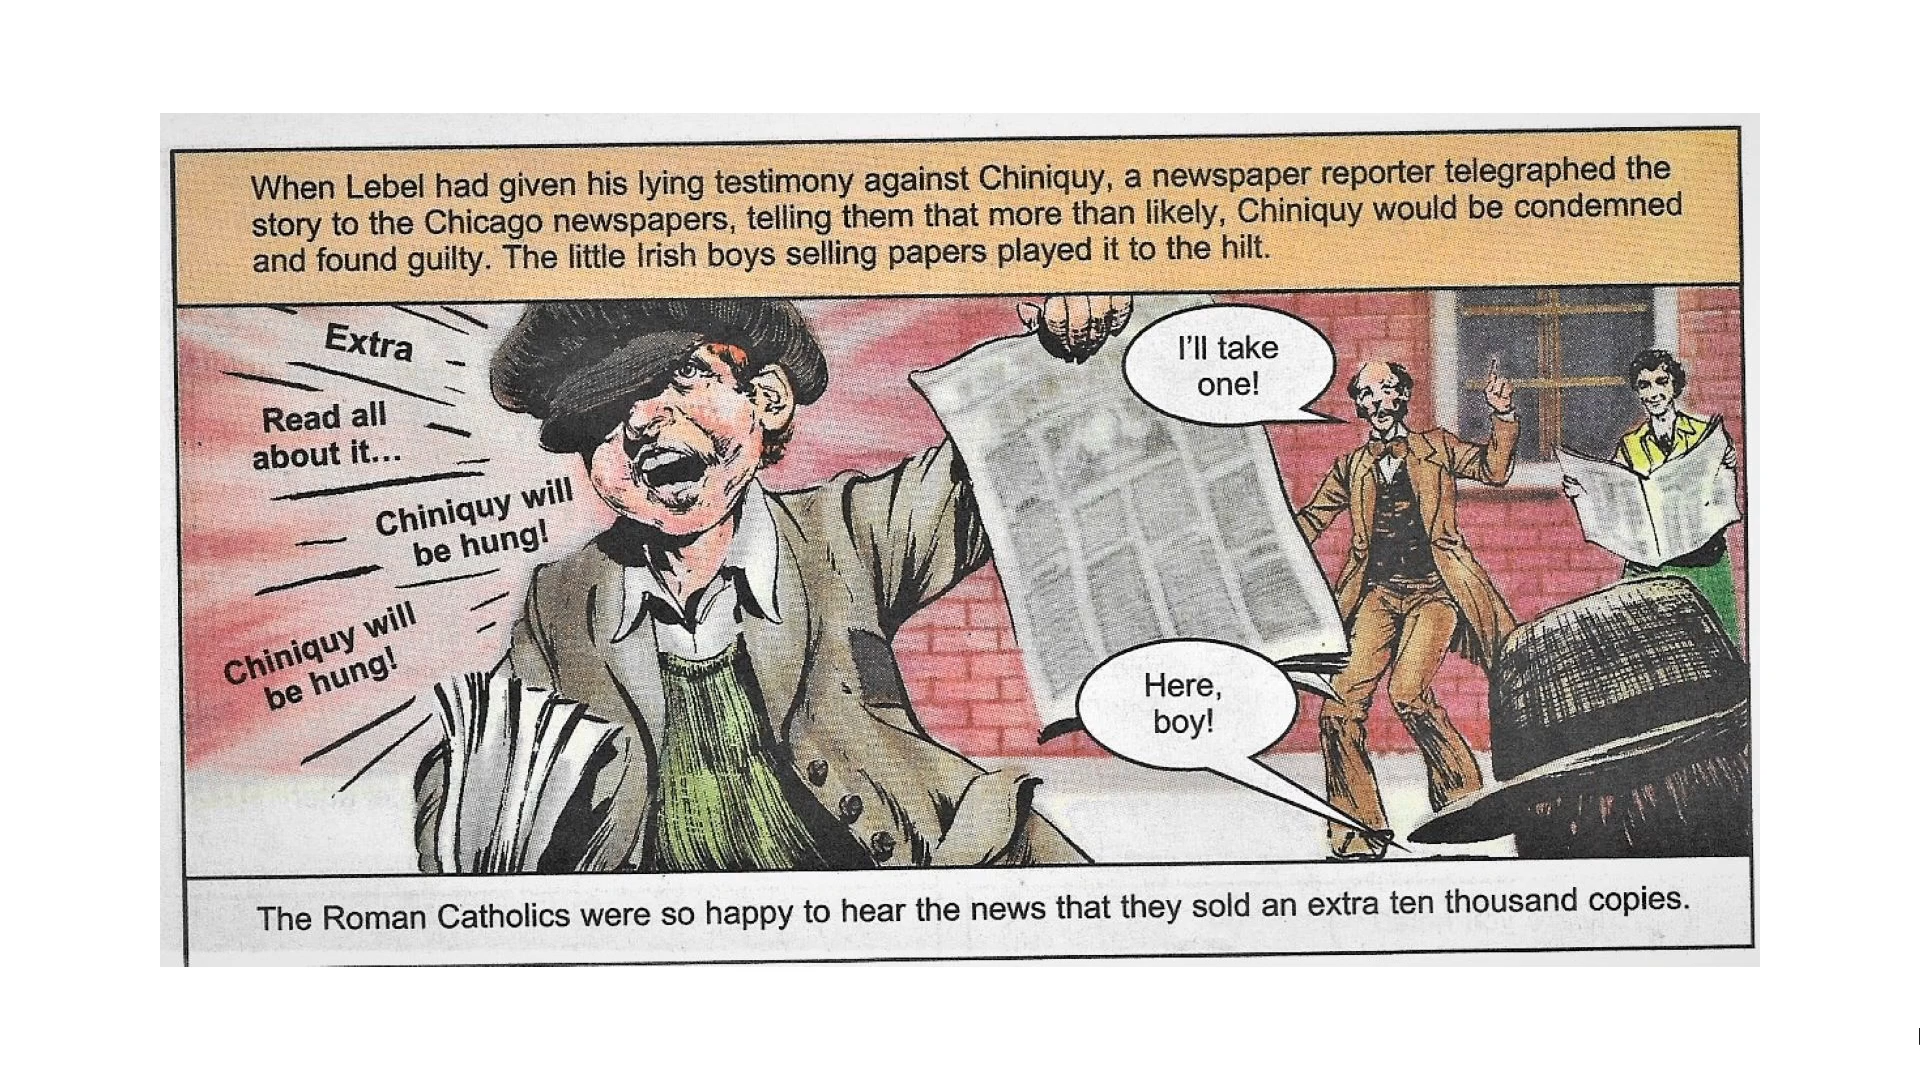 When Lebel had given his lying testimony against Chiniquy, a newspaper reporter telegraphed the
story to the Chicago newspapers, telling them that more than likely, Chiniquy would be condemned
and found guilty. The little Irish boys selling papers played it to the hilt.
Extra
Read all
about it...
Chiniquy will
be hung!
Chiniquy will
be hung!
I'll take
one!
Here,
boy!
The Roman Catholics were so happy to hear the news that they sold an extra ten thousand copies.